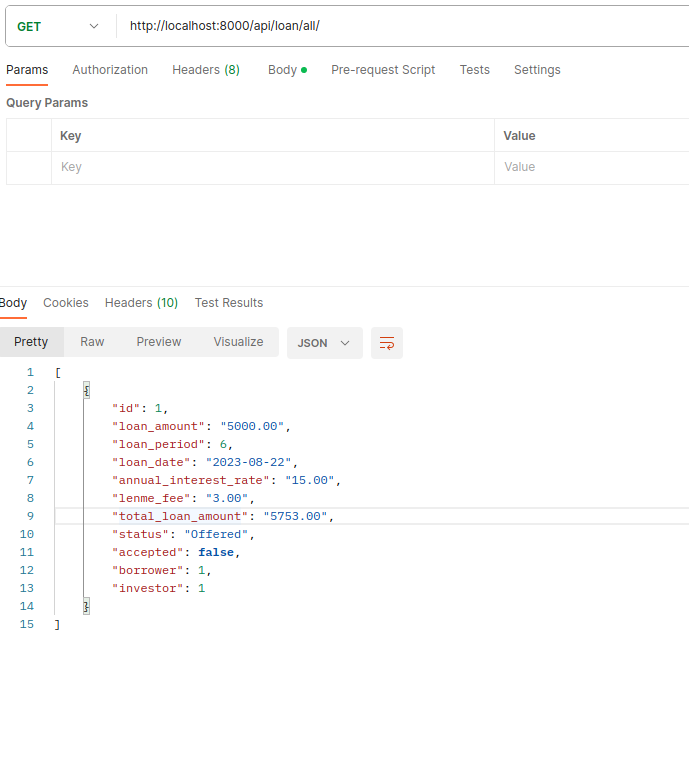 GET http://localhost:8000/api/loan/all/
Params Authorization Headers (8) Body Pre-request Script Tests Settings
Query Params
Key Value
Key Value
Body Cookies Headers (10) Test Results
Pretty Raw Preview Visualize JSON
1 [
2 {
3 "id": 1,
4 "loan_amount": "5000.00",
5 "loan_period": 6,
6 "loan_date": "2023-08-22",
7 "annual_interest_rate": "15.00",
8 "lenme_fee": "3.00",
9 "total_loan_amount": "5753.00",
10 "status": "Offered",
11 "accepted": false,
12 "borrower": 1,
13 "investor": 1
14 }
15 ]